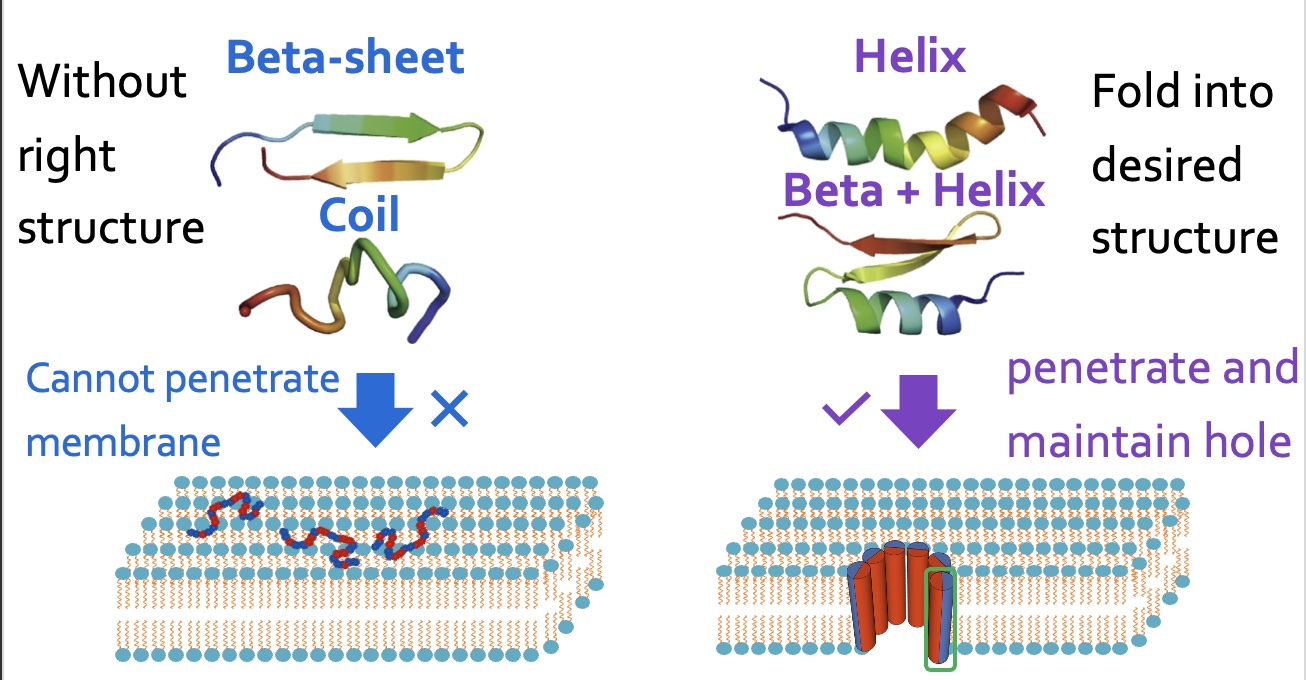 Without
right
structure
Beta-sheet
Coil
Cannot penetrate
membrane
Helix
Beta + Helix
Fold into
desired
structure
penetrate and
maintain hole